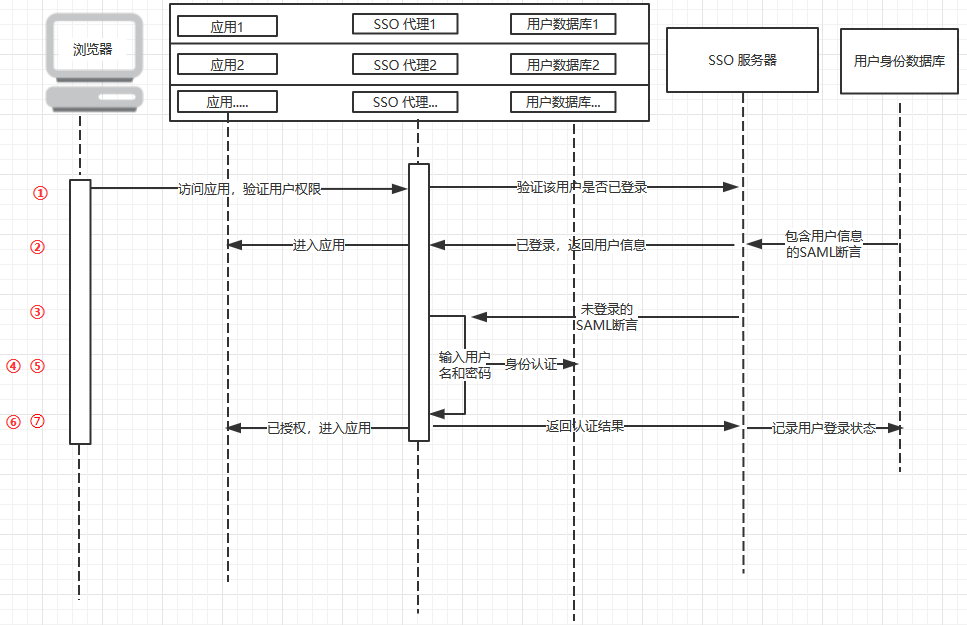 浏览器
应用1
SSO 代理1
用户数据库1
应用2
SSO 代理2
用户数据库2
应用.....
SSO 代理...
用户数据库...
SSO 服务器
用户身份数据库
①
访问应用，验证用户权限
验证该用户是否已登录
②
进入应用
已登录，返回用户信息
包含用户信息
的SAML断言
③
未登录的
SAML断言
④ ⑤
输入用户
名和密码
身份认证
⑥ ⑦
已授权，进入应用
返回认证结果
记录用户登录状态